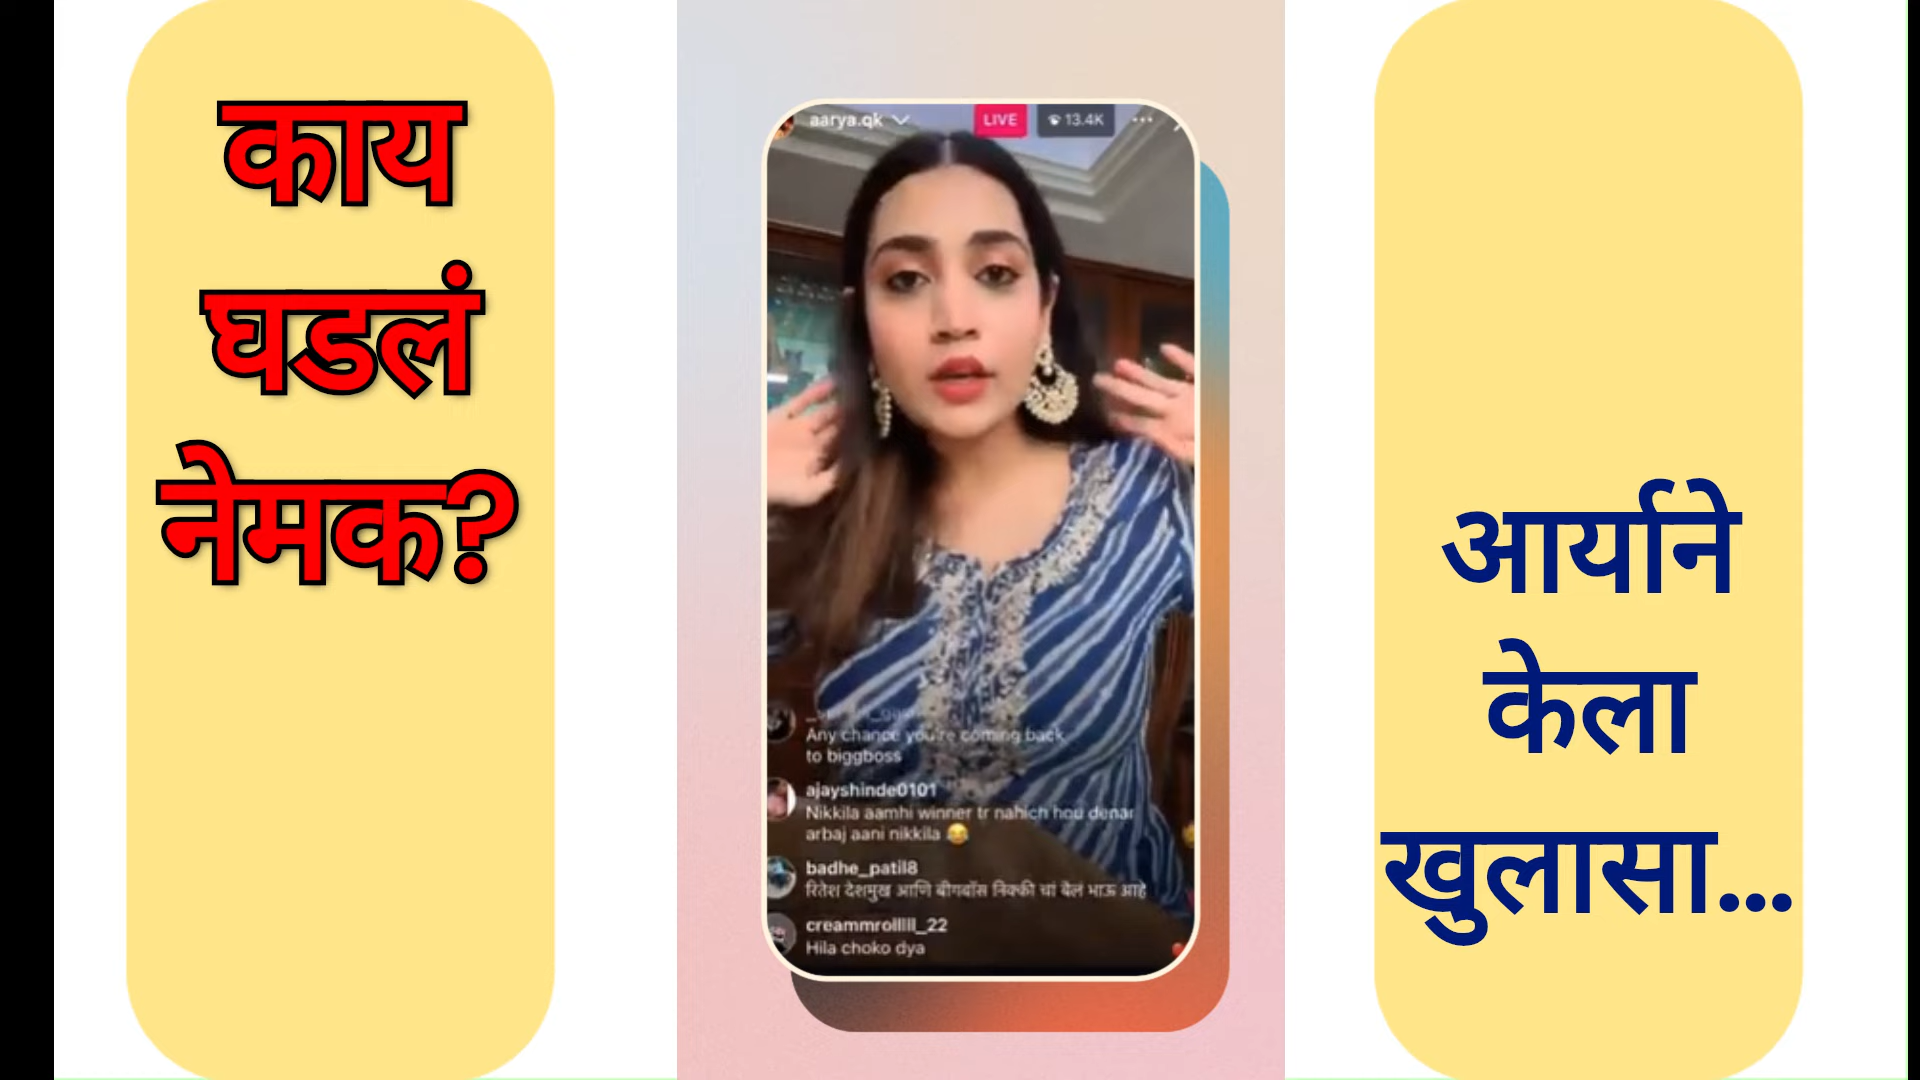 काय
घडलं
नेमक?
aarya.qk
LIVE
13.4K
Any chance you're coming back
to biggboss
ajayshinde0101
Nikkila aamhi winner tr nahich hou denar
arbaj aani nikkila 😂
badhe_patil8
रितेश देशमुख आणि बीगबॉस निक्की चां बैल भाऊ आहे
creammrollllll_22
Hila choko dya
आर्याने
केला
खुलासा...